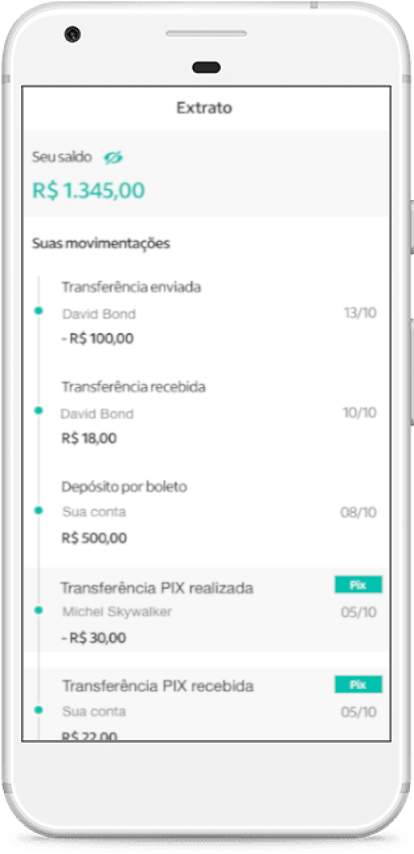 Extrato
Seu saldo
R$ 1.345,00
Suas movimentações
Transferência enviada
David Bond 13/10
- R$ 100,00
Transferência recebida
David Bond 10/10
R$ 18,00
Depósito por boleto
Sua conta 08/10
R$ 500,00
Transferência PIX realizada Pix
Michel Skywalker 05/10
- R$ 30,00
Transferência PIX recebida Pix
Sua conta 05/10
R$ 22,00